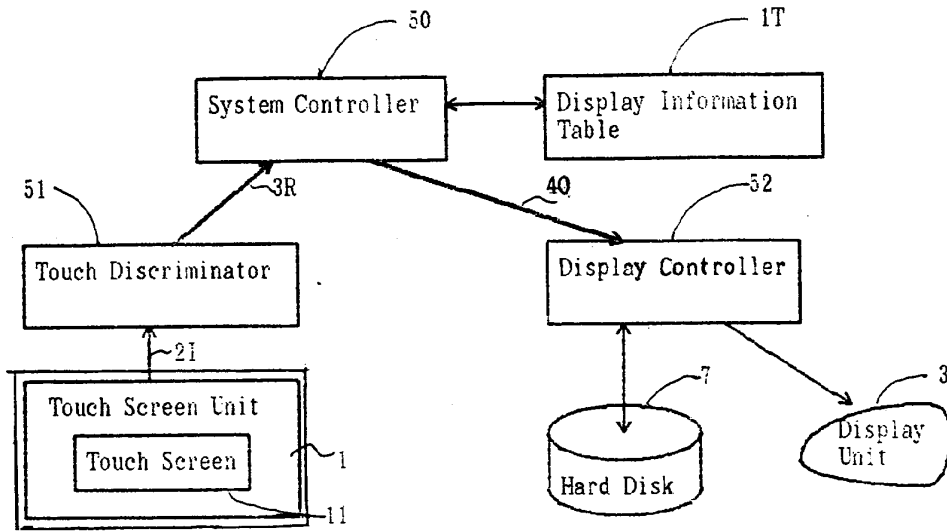 50
1T
System Controller
Display Information
Table
3R
40
51
52
Touch Discriminator
Display Controller
2I
7
3
Touch Screen Unit
1
Touch Screen
11
Display
Unit
Hard Disk